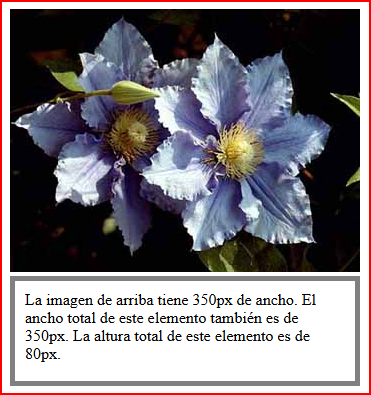 La imagen de arriba tiene 350px de ancho. El
ancho total de este elemento también es de
350px. La altura total de este elemento es de
80px.